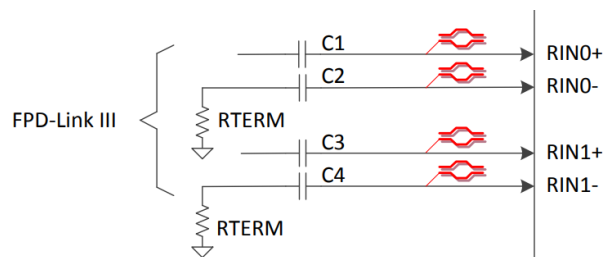 C1
RIN0+
C2
RIN0-
FPD-Link III
RTERM
C3
RIN1+
C4
RIN1-
RTERM